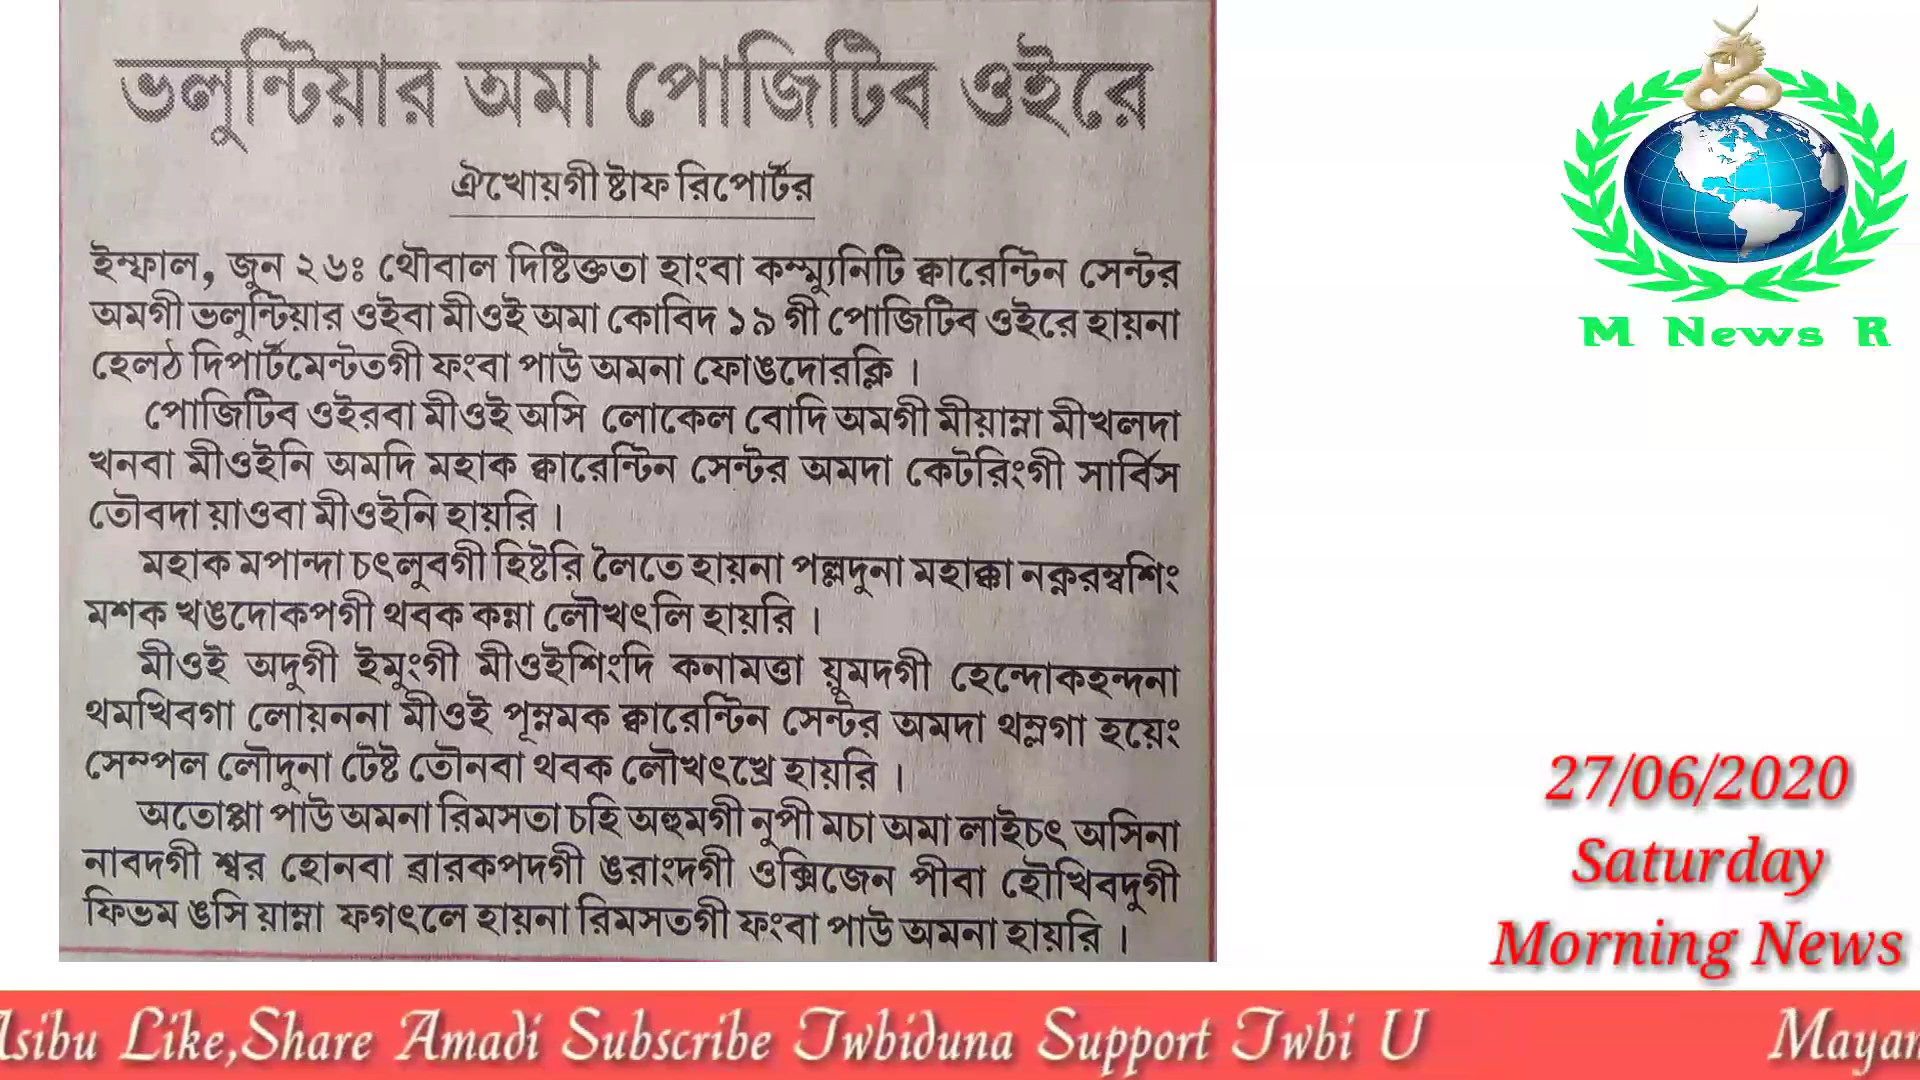 ভলুন্টিয়ার অমা পোজিটিব ওইরে
ঐখোয়গী ষ্টাফ রিপোর্টর
ইম্ফাল, জুন ২৬ঃ থৌবাল দিষ্টিক্ততা হাংবা কম্ম্যুনিটি ক্বারেন্টিন সেন্টর
অমগী ভলুন্টিয়ার ওইবা মীওই অমা কোবিদ ১৯ গী পোজিটিব ওইরে হায়না
হেলঠ দিপার্টমেন্টতগী ফংবা পাউ অমনা ফোঙদোরক্লি ।
পোজিটিব ওইরবা মীওই অসি লোকেল বোদি অমগী মীয়াম্না মীখলদা
খনবা মীওইনি অমদি মহাক ক্বারেন্টিন সেন্টর অমদা কেটরিংগী সার্বিস
তৌবদা য়াওবা মীওইনি হায়রি ।
মহাক মপান্দা চৎলুবগী হিষ্টরি লৈতে হায়না পল্লদুনা মহাক্কা নক্নরম্বশিং
মশক খঙদোকপগী থবক কন্না লৌখৎলি হায়রি ।
মীওই অদুগী ইমুংগী মীওইশিংদি কনামত্তা য়ুমদগী হেন্দোকহন্দনা
থমখিবগা লোয়ননা মীওই পূম্নমক ক্বারেন্টিন সেন্টর অমদা থম্লগা হয়েং
সেম্পল লৌদুনা টেষ্ট তৌনবা থবক লৌখৎখ্রে হায়রি ।
অতোপ্পা পাউ অমনা রিমসতা চহি অহুমগী নুপী মচা অমা লাইচৎ অসিনা
নাবদগী শ্বর হোনবা ৱারকপদগী ঙরাংদগী ওক্সিজেন পীবা হৌখিবদুগী
ফিভম ঙসি য়াম্না ফগৎলে হায়না রিমসতগী ফংবা পাউ অমনা হায়রি ।
M News R
27/06/2020
Saturday
Morning News
Asibu Like,Share Amadi Subscribe Twbiduna Support Twbi U Mayam